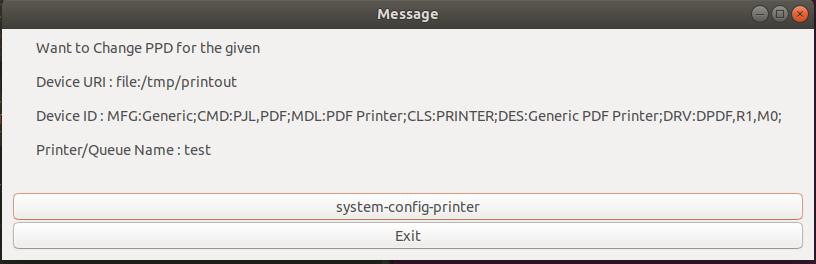 Message
Want to Change PPD for the given
Device URI : file:/tmp/printout
Device ID : MFG:Generic;CMD:PJL,PDF;MDL:PDF Printer;CLS:PRINTER;DES:Generic PDF Printer;DRV:DPDF,R1,M0;
Printer/Queue Name : test
system-config-printer
Exit